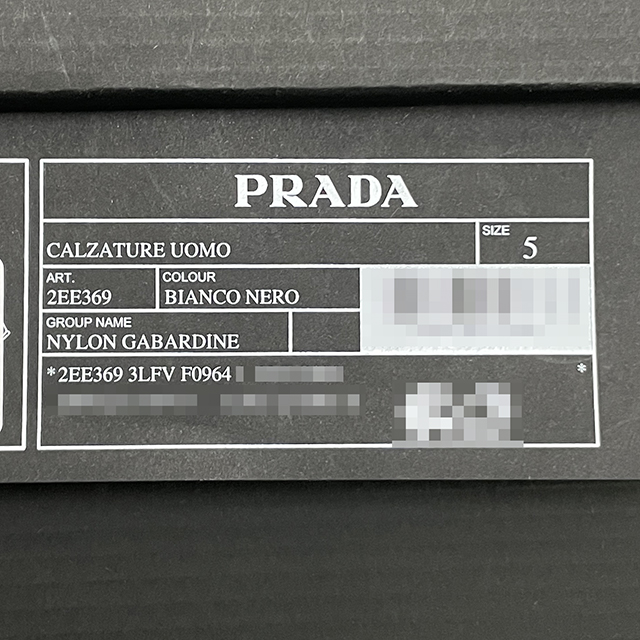 PRADA
CALZATURE UOMO
SIZE
5
ART.
2EE369
COLOUR
BIANCO NERO
GROUP NAME
NYLON GABARDINE
*2EE369 3LFV F0964 *